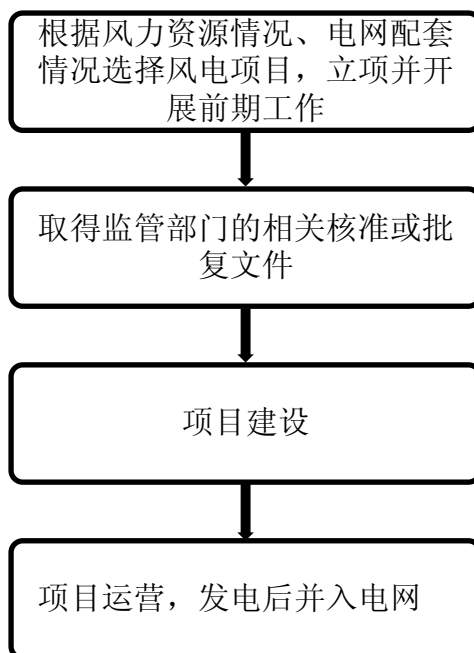 根据风力资源情况、电网配套
情况选择风电项目，立项并开
展前期工作
取得监管部门的相关核准或批
复文件
项目建设
项目运营，发电后并入电网